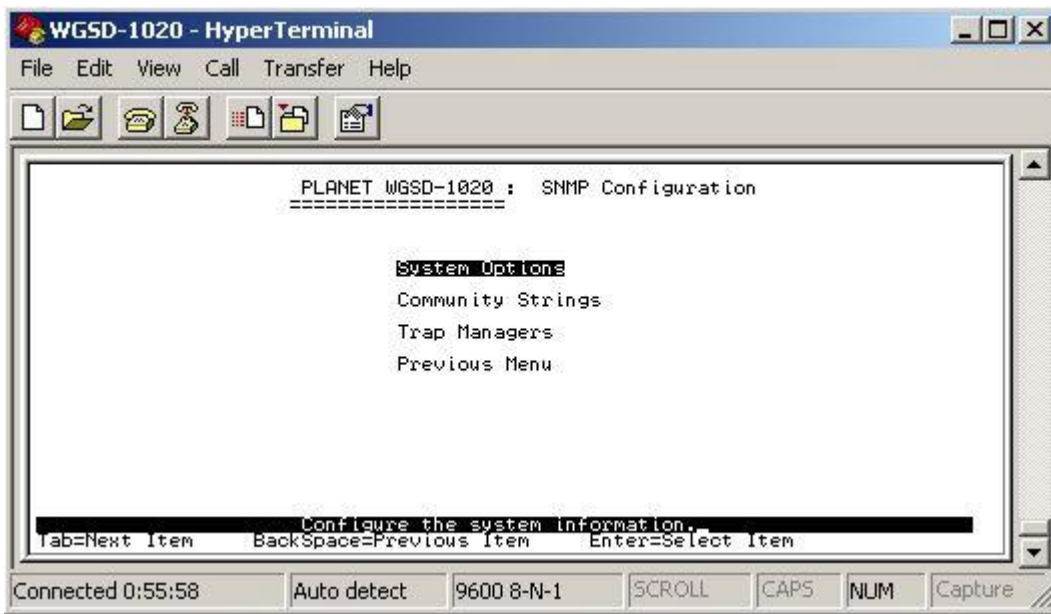 WGSD-1020 - HyperTerminal
File Edit View Call Transfer Help
PLANET WGSD-1020 : SNMP Configuration
==================
System Options
Community Strings
Trap Managers
Previous Menu
Configure the system information._
Tab=Next Item BackSpace=Previous Item Enter=Select Item
Connected 0:55:58 Auto detect 9600 8-N-1 SCROLL CAPS NUM Capture